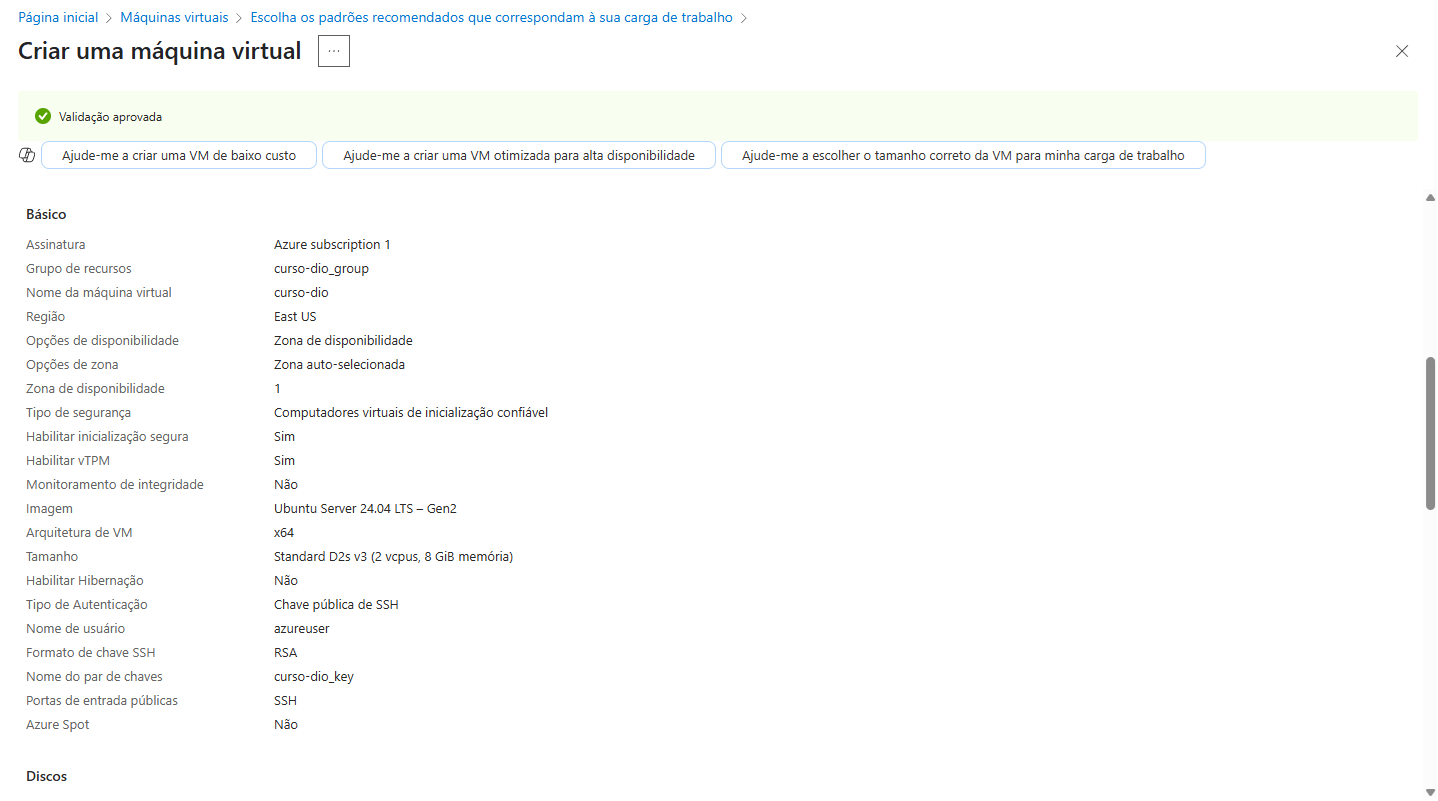 Página inicial > Máquinas virtuais > Escolha os padrões recomendados que correspondam à sua carga de trabalho >
Criar uma máquina virtual ...
Validação aprovada
Ajude-me a criar uma VM de baixo custo Ajude-me a criar uma VM otimizada para alta disponibilidade Ajude-me a escolher o tamanho correto da VM para minha carga de trabalho
Básico
Assinatura Azure subscription 1
Grupo de recursos curso-dio_group
Nome da máquina virtual curso-dio
Região East US
Opções de disponibilidade Zona de disponibilidade
Opções de zona Zona auto-selecionada
Zona de disponibilidade 1
Tipo de segurança Computadores virtuais de inicialização confiável
Habilitar inicialização segura Sim
Habilitar vTPM Sim
Monitoramento de integridade Não
Imagem Ubuntu Server 24.04 LTS – Gen2
Arquitetura de VM x64
Tamanho Standard D2s v3 (2 vcpus, 8 GiB memória)
Habilitar Hibernação Não
Tipo de Autenticação Chave pública de SSH
Nome de usuário azureuser
Formato de chave SSH RSA
Nome do par de chaves curso-dio_key
Portas de entrada públicas SSH
Azure Spot Não
Discos